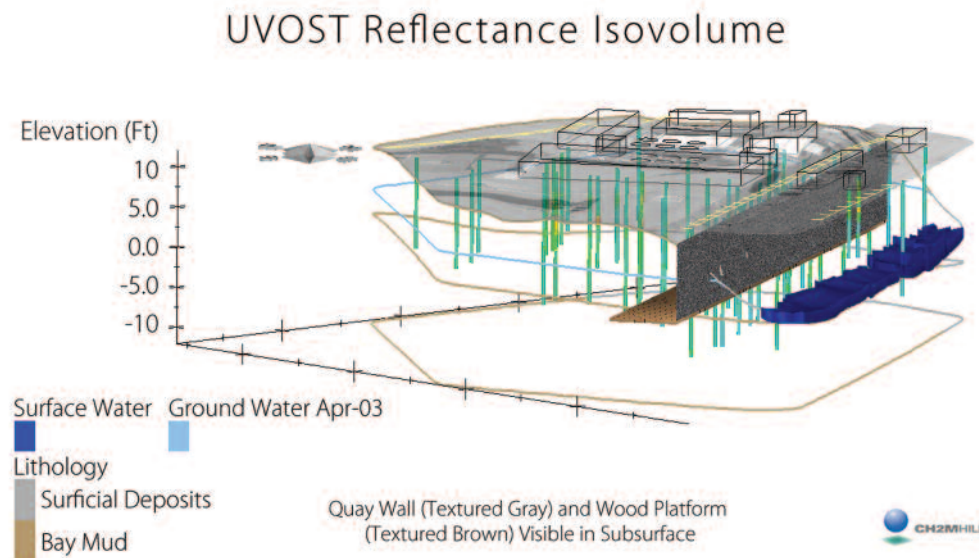 UVOST Reflectance Isovolume
Elevation (Ft)
10
5.0
0.0
-5.0
-10
Surface Water
Ground Water Apr-03
Lithology
Surficial Deposits
Bay Mud
Quay Wall (Textured Gray) and Wood Platform
(Textured Brown) Visible in Subsurface
CH2MHILL